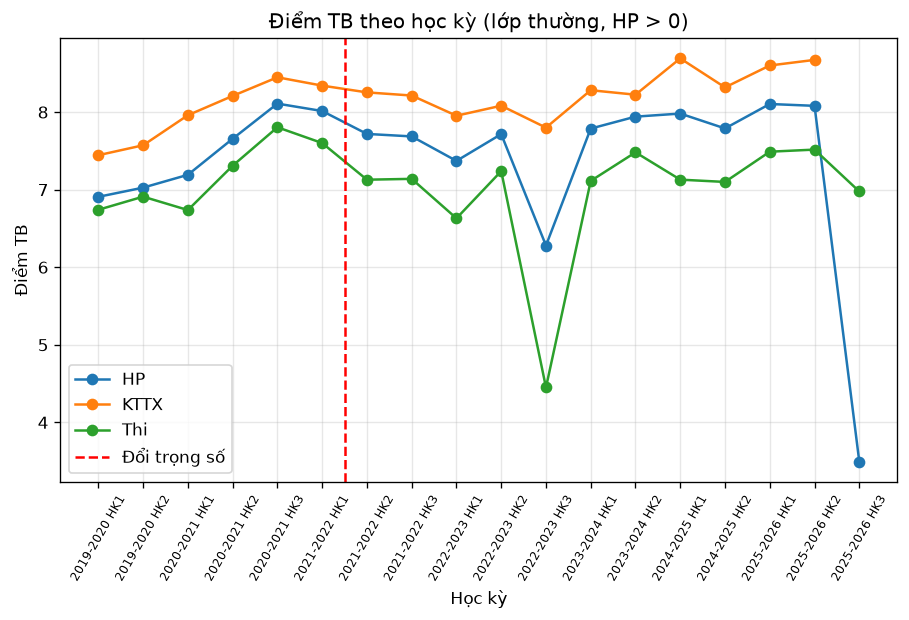 Điểm TB theo học kỳ (lớp thường, HP > 0)
Điểm TB
8
7
6
5
4
HP
KTTX
Thi
Đổi trọng số
2019-2020 HK1
2019-2020 HK2
2020-2021 HK1
2020-2021 HK2
2020-2021 HK3
2021-2022 HK1
2021-2022 HK2
2021-2022 HK3
2022-2023 HK1
2022-2023 HK2
2022-2023 HK3
2023-2024 HK1
2023-2024 HK2
2024-2025 HK1
2024-2025 HK2
2025-2026 HK1
2025-2026 HK2
2025-2026 HK3
Học kỳ